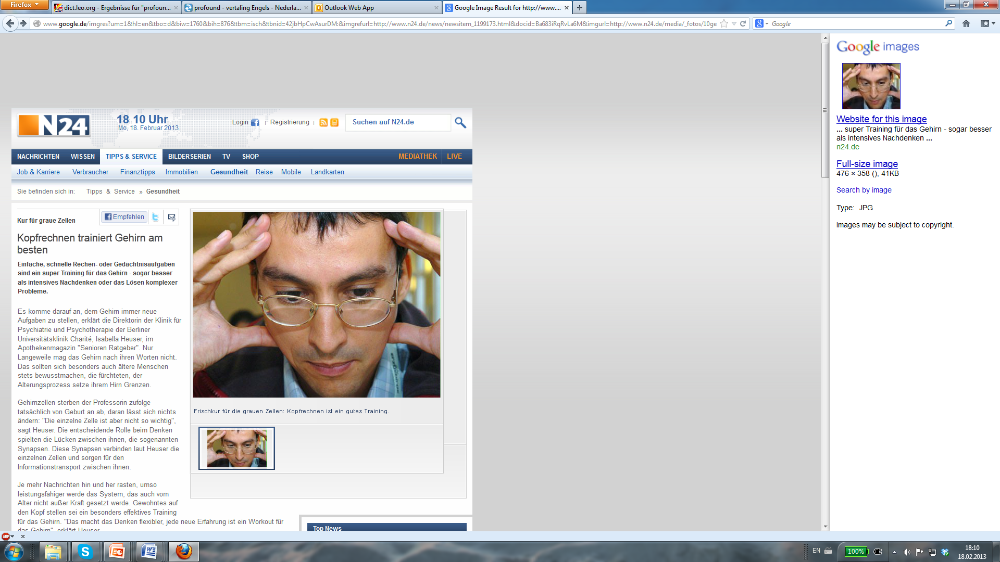 Firefox
dict.leo.org - Ergebnisse für "profoun...
profound - vertaling Engels - Nederla...
Outlook Web App
Google Image Result for http://www....
www.google.de/imgres?um=1&hl=en&tbo=d&biw=1760&bih=876&tbm=isch&tbnid=42jbHpCwAsurDM:&imgrefurl=http://www.n24.de/news/newsitem_1199173.html&docid=Ba683iRqRvLa6M&imgurl=http://www.n24.de/media/_fotos/10ge
Google
Google images
Website for this image
... super Training für das Gehirn - sogar besser
als intensives Nachdenken ...
n24.de
Full-size image
476 × 358 (), 41KB
Search by image
Type: JPG
Images may be subject to copyright.
N24
18 10 Uhr
Mo, 18. Februar 2013
Login
Registrierung
Suchen auf N24.de
NACHRICHTEN WISSEN TIPPS & SERVICE BILDERSERIEN TV SHOP MEDIATHEK LIVE
Job & Karriere Verbraucher Finanztipps Immobilien Gesundheit Reise Mobile Landkarten
Sie befinden sich in: Tipps & Service » Gesundheit
Kur für graue Zellen
Empfehlen
Kopfrechnen trainiert Gehirn am
besten
Einfache, schnelle Rechen- oder Gedächtnisaufgaben
sind ein super Training für das Gehirn - sogar besser
als intensives Nachdenken oder das Lösen komplexer
Probleme.
Es komme darauf an, dem Gehirn immer neue
Aufgaben zu stellen, erklärt die Direktorin der Klinik für
Psychiatrie und Psychotherapie der Berliner
Universitätsklinik Charité, Isabella Heuser, im
Apothekenmagazin "Senioren Ratgeber". Nur
Langeweile mag das Gehirn nach ihren Worten nicht.
Das sollten sich besonders auch ältere Menschen
stets bewusstmachen, die fürchteten, der
Alterungsprozess setze ihrem Hirn Grenzen.
Gehirnzellen sterben der Professorin zufolge
tatsächlich von Geburt an ab, daran lässt sich nichts
ändern: "Die einzelne Zelle ist aber nicht so wichtig",
sagt Heuser. Die entscheidende Rolle beim Denken
spielten die Lücken zwischen ihnen, die sogenannten
Synapsen. Diese Synapsen verbinden laut Heuser die
einzelnen Zellen und sorgen für den
Informationstransport zwischen ihnen.
Je mehr Nachrichten hin und her rasten, umso
leistungsfähiger werde das System, das auch vom
Alter nicht außer Kraft gesetzt werde. Gewohntes auf
den Kopf stellen sei ein besonders effektives Training
für das Gehirn. "Das macht das Denken flexibler, jede neue Erfahrung ist ein Workout für
das Gehirn", erklärt Heuser.
Frischkur für die grauen Zellen: Kopfrechnen ist ein gutes Training.
Top News
ABP
EN
100%
18:10
18.02.2013